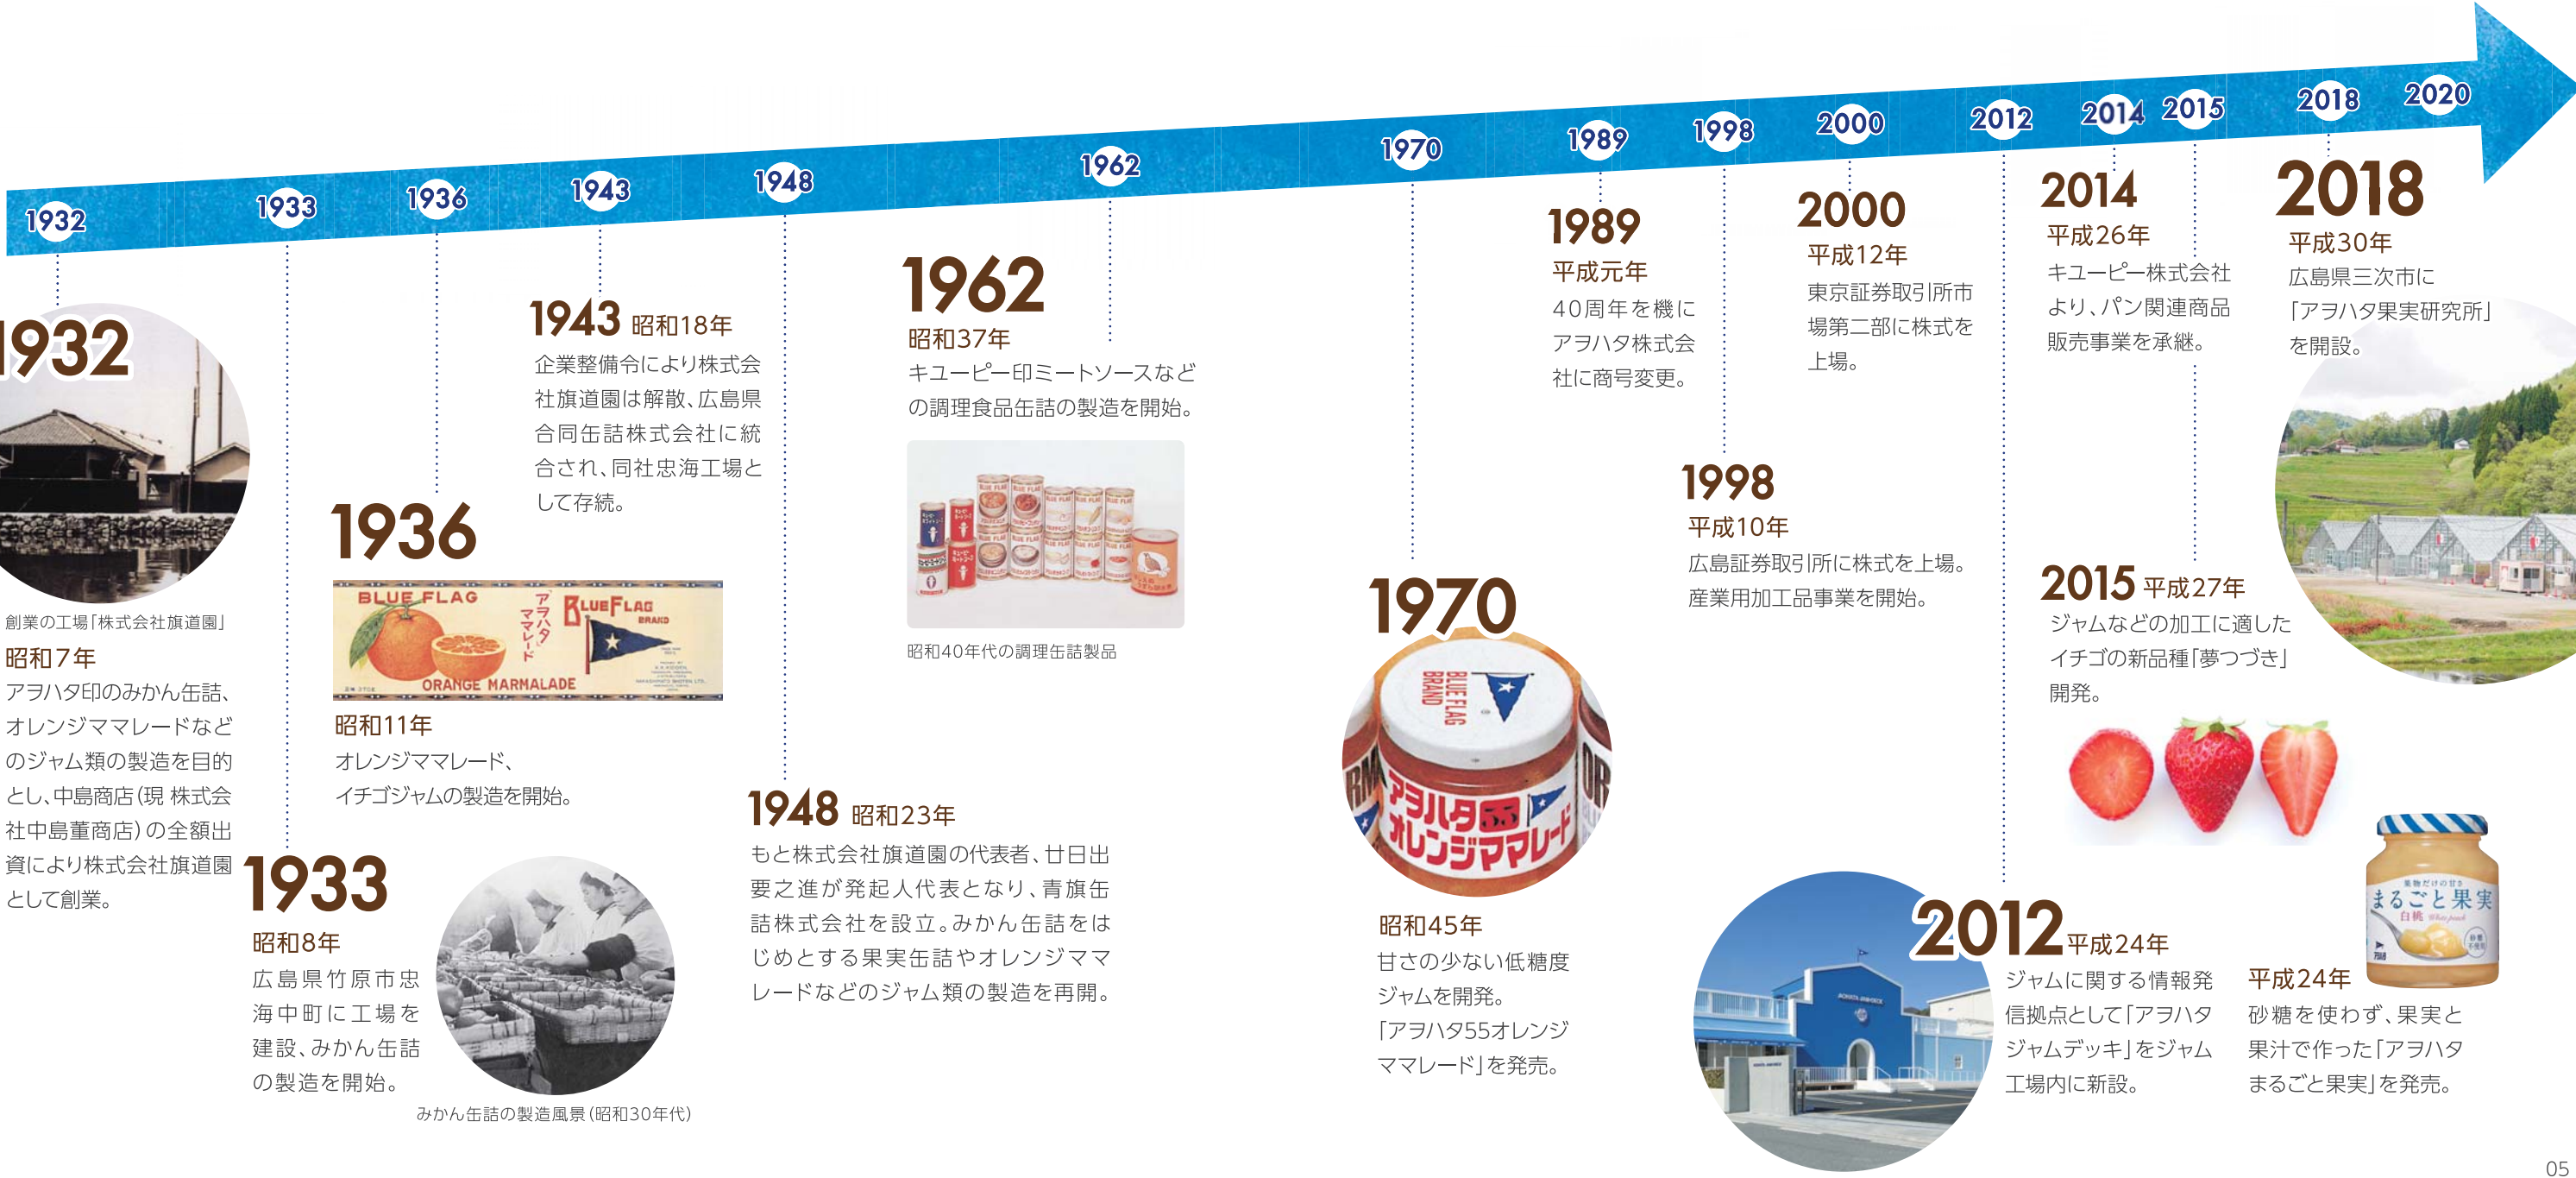 1932
1933
1936
1943
1948
1962
1970
1989
1998
2000
2012
2014
2015
2018
2020
1932
創業の工場「株式会社旗道園」
昭和7年
アヲハタ印のみかん缶詰、
オレンジママレードなど
のジャム類の製造を目的
とし、中島商店(現 株式会
社中島董商店)の全額出
資により株式会社旗道園
として創業。
1933
昭和8年
広島県竹原市忠
海中町に工場を
建設、みかん缶詰
の製造を開始。
みかん缶詰の製造風景(昭和30年代)
1936
BLUE FLAG
アヲハタ
ママレード
BLUE FLAG
BRAND
ORANGE MARMALADE
昭和11年
オレンジママレード、
イチゴジャムの製造を開始。
1943 昭和18年
企業整備令により株式会
社旗道園は解散、広島県
合同缶詰株式会社に統
合され、同社忠海工場と
して存続。
1948 昭和23年
もと株式会社旗道園の代表者、廿日出
要之進が発起人代表となり、青旗缶
詰株式会社を設立。みかん缶詰をは
じめとする果実缶詰やオレンジママ
レードなどのジャム類の製造を再開。
1962
昭和37年
キユーピー印ミートソースなど
の調理食品缶詰の製造を開始。
BLUE FLAG
昭和40年代の調理缶詰製品
1970
BLUE FLAG
BRAND
アヲハタ55
オレンジママレード
昭和45年
甘さの少ない低糖度
ジャムを開発。
「アヲハタ55オレンジ
ママレード」を発売。
1989
平成元年
40周年を機に
アヲハタ株式会
社に商号変更。
1998
平成10年
広島証券取引所に株式を上場。
産業用加工品事業を開始。
2000
平成12年
東京証券取引所市
場第二部に株式を
上場。
2012 平成24年
ジャムに関する情報発
信拠点として「アヲハタ
ジャムデッキ」をジャム
工場内に新設。
平成24年
砂糖を使わず、果実と
果汁で作った「アヲハタ
まるごと果実」を発売。
果物だけの甘さ
まるごと果実
白桃 White peach
砂糖
不使用
2014
平成26年
キユーピー株式会社
より、パン関連商品
販売事業を承継。
2015 平成27年
ジャムなどの加工に適した
イチゴの新品種「夢つづき」
開発。
2018
平成30年
広島県三次市に
「アヲハタ果実研究所」
を開設。
05